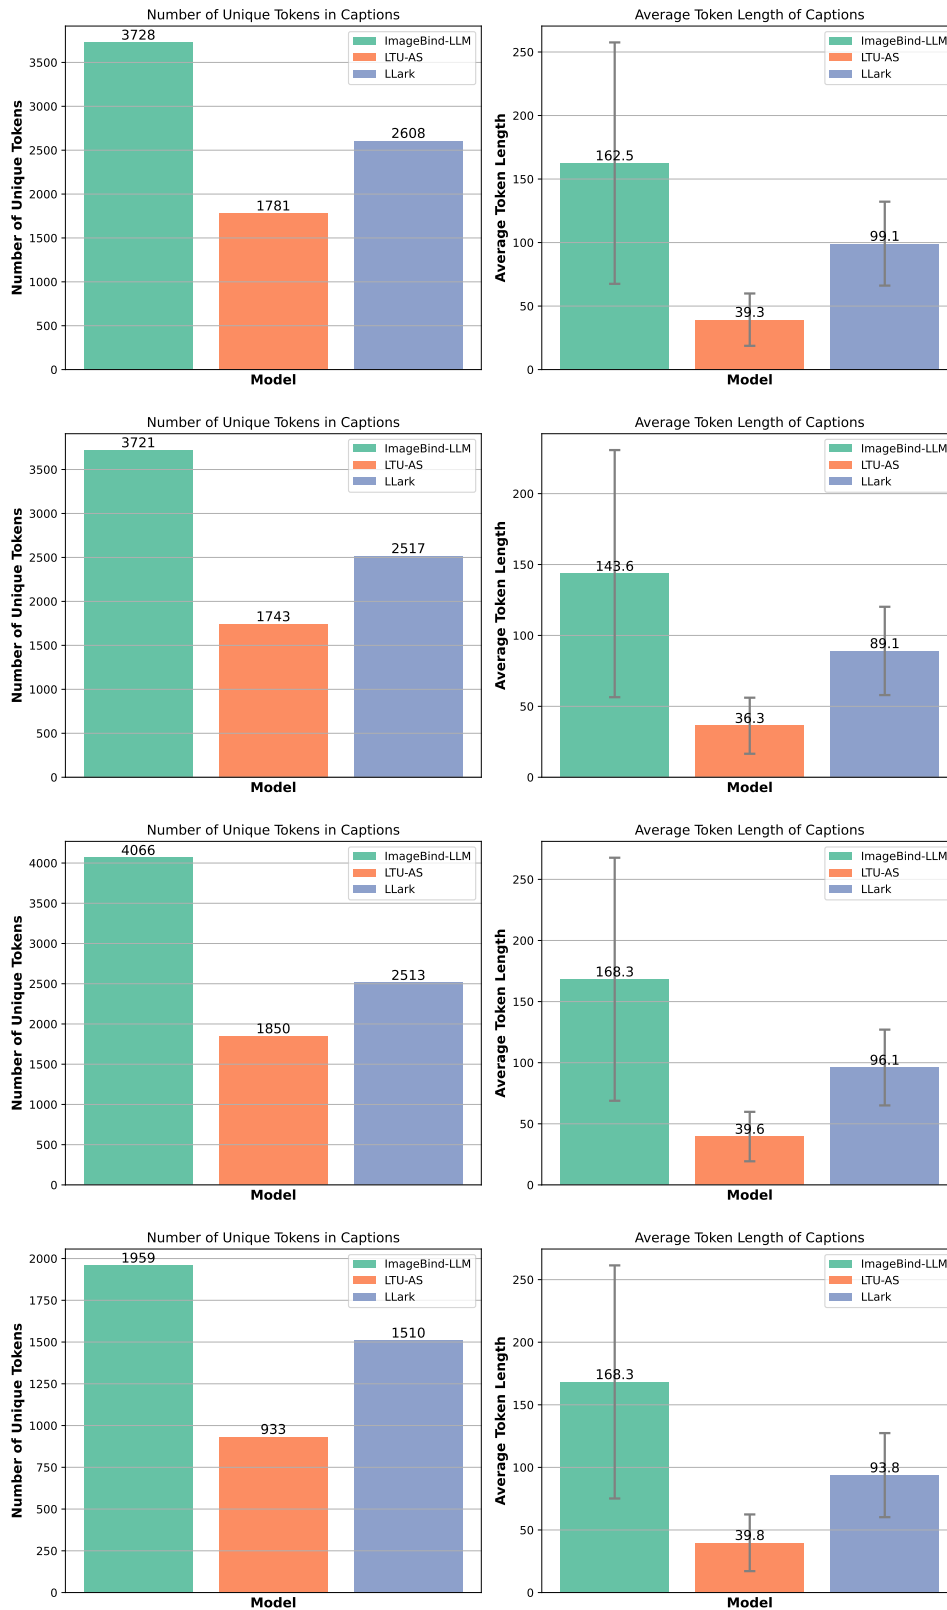 Number of Unique Tokens in Captions
3728
ImageBind-LLM
LTU-AS
LLark
3500
3000
2608
2500
2000
1781
1500
1000
500
0
Number of Unique Tokens
Model
Average Token Length of Captions
ImageBind-LLM
LTU-AS
LLark
250
200
162.5
150
100
99.1
50
39.3
0
Average Token Length
Model
Number of Unique Tokens in Captions
3721
ImageBind-LLM
LTU-AS
LLark
3500
3000
2517
2500
2000
1743
1500
1000
500
0
Number of Unique Tokens
Model
Average Token Length of Captions
ImageBind-LLM
LTU-AS
LLark
200
150
143.6
100
89.1
50
36.3
0
Average Token Length
Model
Number of Unique Tokens in Captions
4066
ImageBind-LLM
LTU-AS
LLark
4000
3500
3000
2513
2500
2000
1850
1500
1000
500
0
Number of Unique Tokens
Model
Average Token Length of Captions
ImageBind-LLM
LTU-AS
LLark
250
200
168.3
150
100
96.1
50
39.6
0
Average Token Length
Model
Number of Unique Tokens in Captions
1959
ImageBind-LLM
LTU-AS
LLark
2000
1750
1510
1500
1250
1000
933
750
500
250
0
Number of Unique Tokens
Model
Average Token Length of Captions
ImageBind-LLM
LTU-AS
LLark
250
200
168.3
150
100
93.8
50
39.8
0
Average Token Length
Model